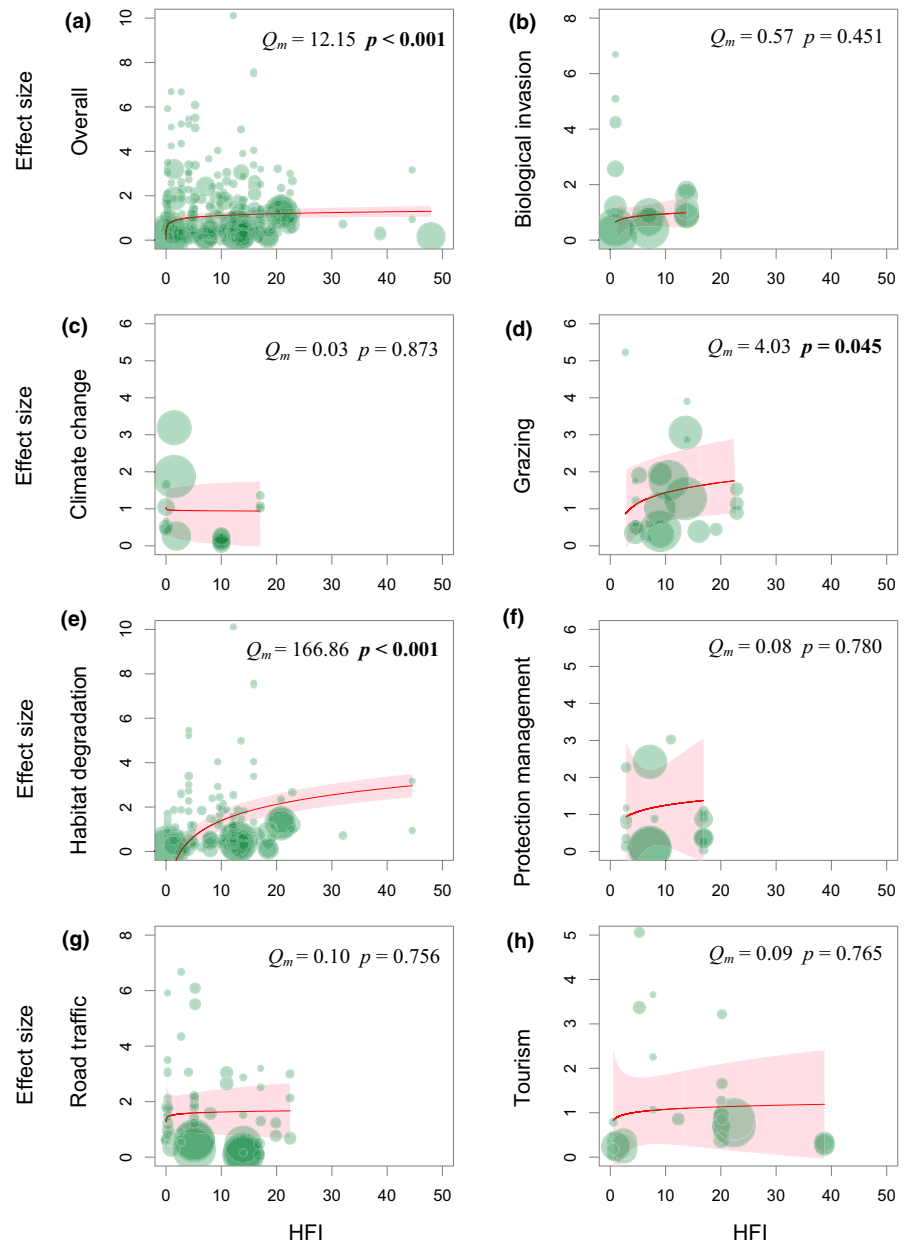 (a)
Effect size
Overall
Qm = 12.15 p < 0.001
0 2 4 6 8 10
0 10 20 30 40 50
(b)
Biological invasion
Qm = 0.57 p = 0.451
0 2 4 6 8
0 10 20 30 40 50
(c)
Effect size
Climate change
Qm = 0.03 p = 0.873
0 1 2 3 4 5 6
0 10 20 30 40 50
(d)
Grazing
Qm = 4.03 p = 0.045
0 1 2 3 4 5 6
0 10 20 30 40 50
(e)
Effect size
Habitat degradation
Qm = 166.86 p < 0.001
0 2 4 6 8 10
0 10 20 30 40 50
(f)
Protection management
Qm = 0.08 p = 0.780
0 1 2 3 4 5 6
0 10 20 30 40 50
(g)
Effect size
Road traffic
Qm = 0.10 p = 0.756
0 2 4 6 8
0 10 20 30 40 50
HFI
(h)
Tourism
Qm = 0.09 p = 0.765
0 1 2 3 4 5
0 10 20 30 40 50
HFI